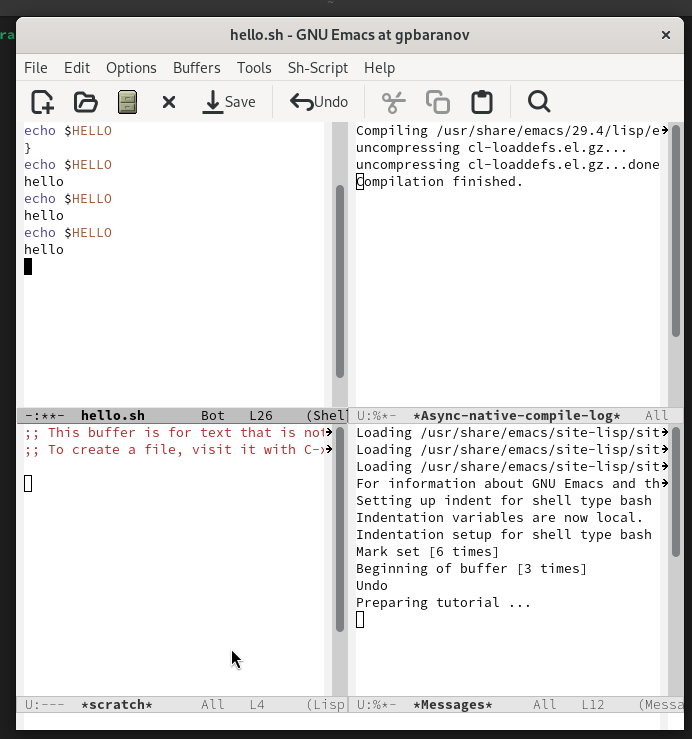 ra
hello.sh - GNU Emacs at gpbaranov
File Edit Options Buffers Tools Sh-Script Help
Save Undo
echo $HELLO
}
echo $HELLO
hello
echo $HELLO
hello
echo $HELLO
hello
-:**- hello.sh Bot L26 (Shel
Compiling /usr/share/emacs/29.4/lisp/e
uncompressing cl-loaddefs.el.gz...
uncompressing cl-loaddefs.el.gz...done
Compilation finished.
U:%*- *Async-native-compile-log* All
;; This buffer is for text that is not
;; To create a file, visit it with C-x
U:--- *scratch* All L4 (Lisp
Loading /usr/share/emacs/site-lisp/sit
Loading /usr/share/emacs/site-lisp/sit
Loading /usr/share/emacs/site-lisp/sit
For information about GNU Emacs and th
Setting up indent for shell type bash
Indentation variables are now local.
Indentation setup for shell type bash
Mark set [6 times]
Beginning of buffer [3 times]
Undo
Preparing tutorial ...
U:%*- *Messages* All L12 (Messa